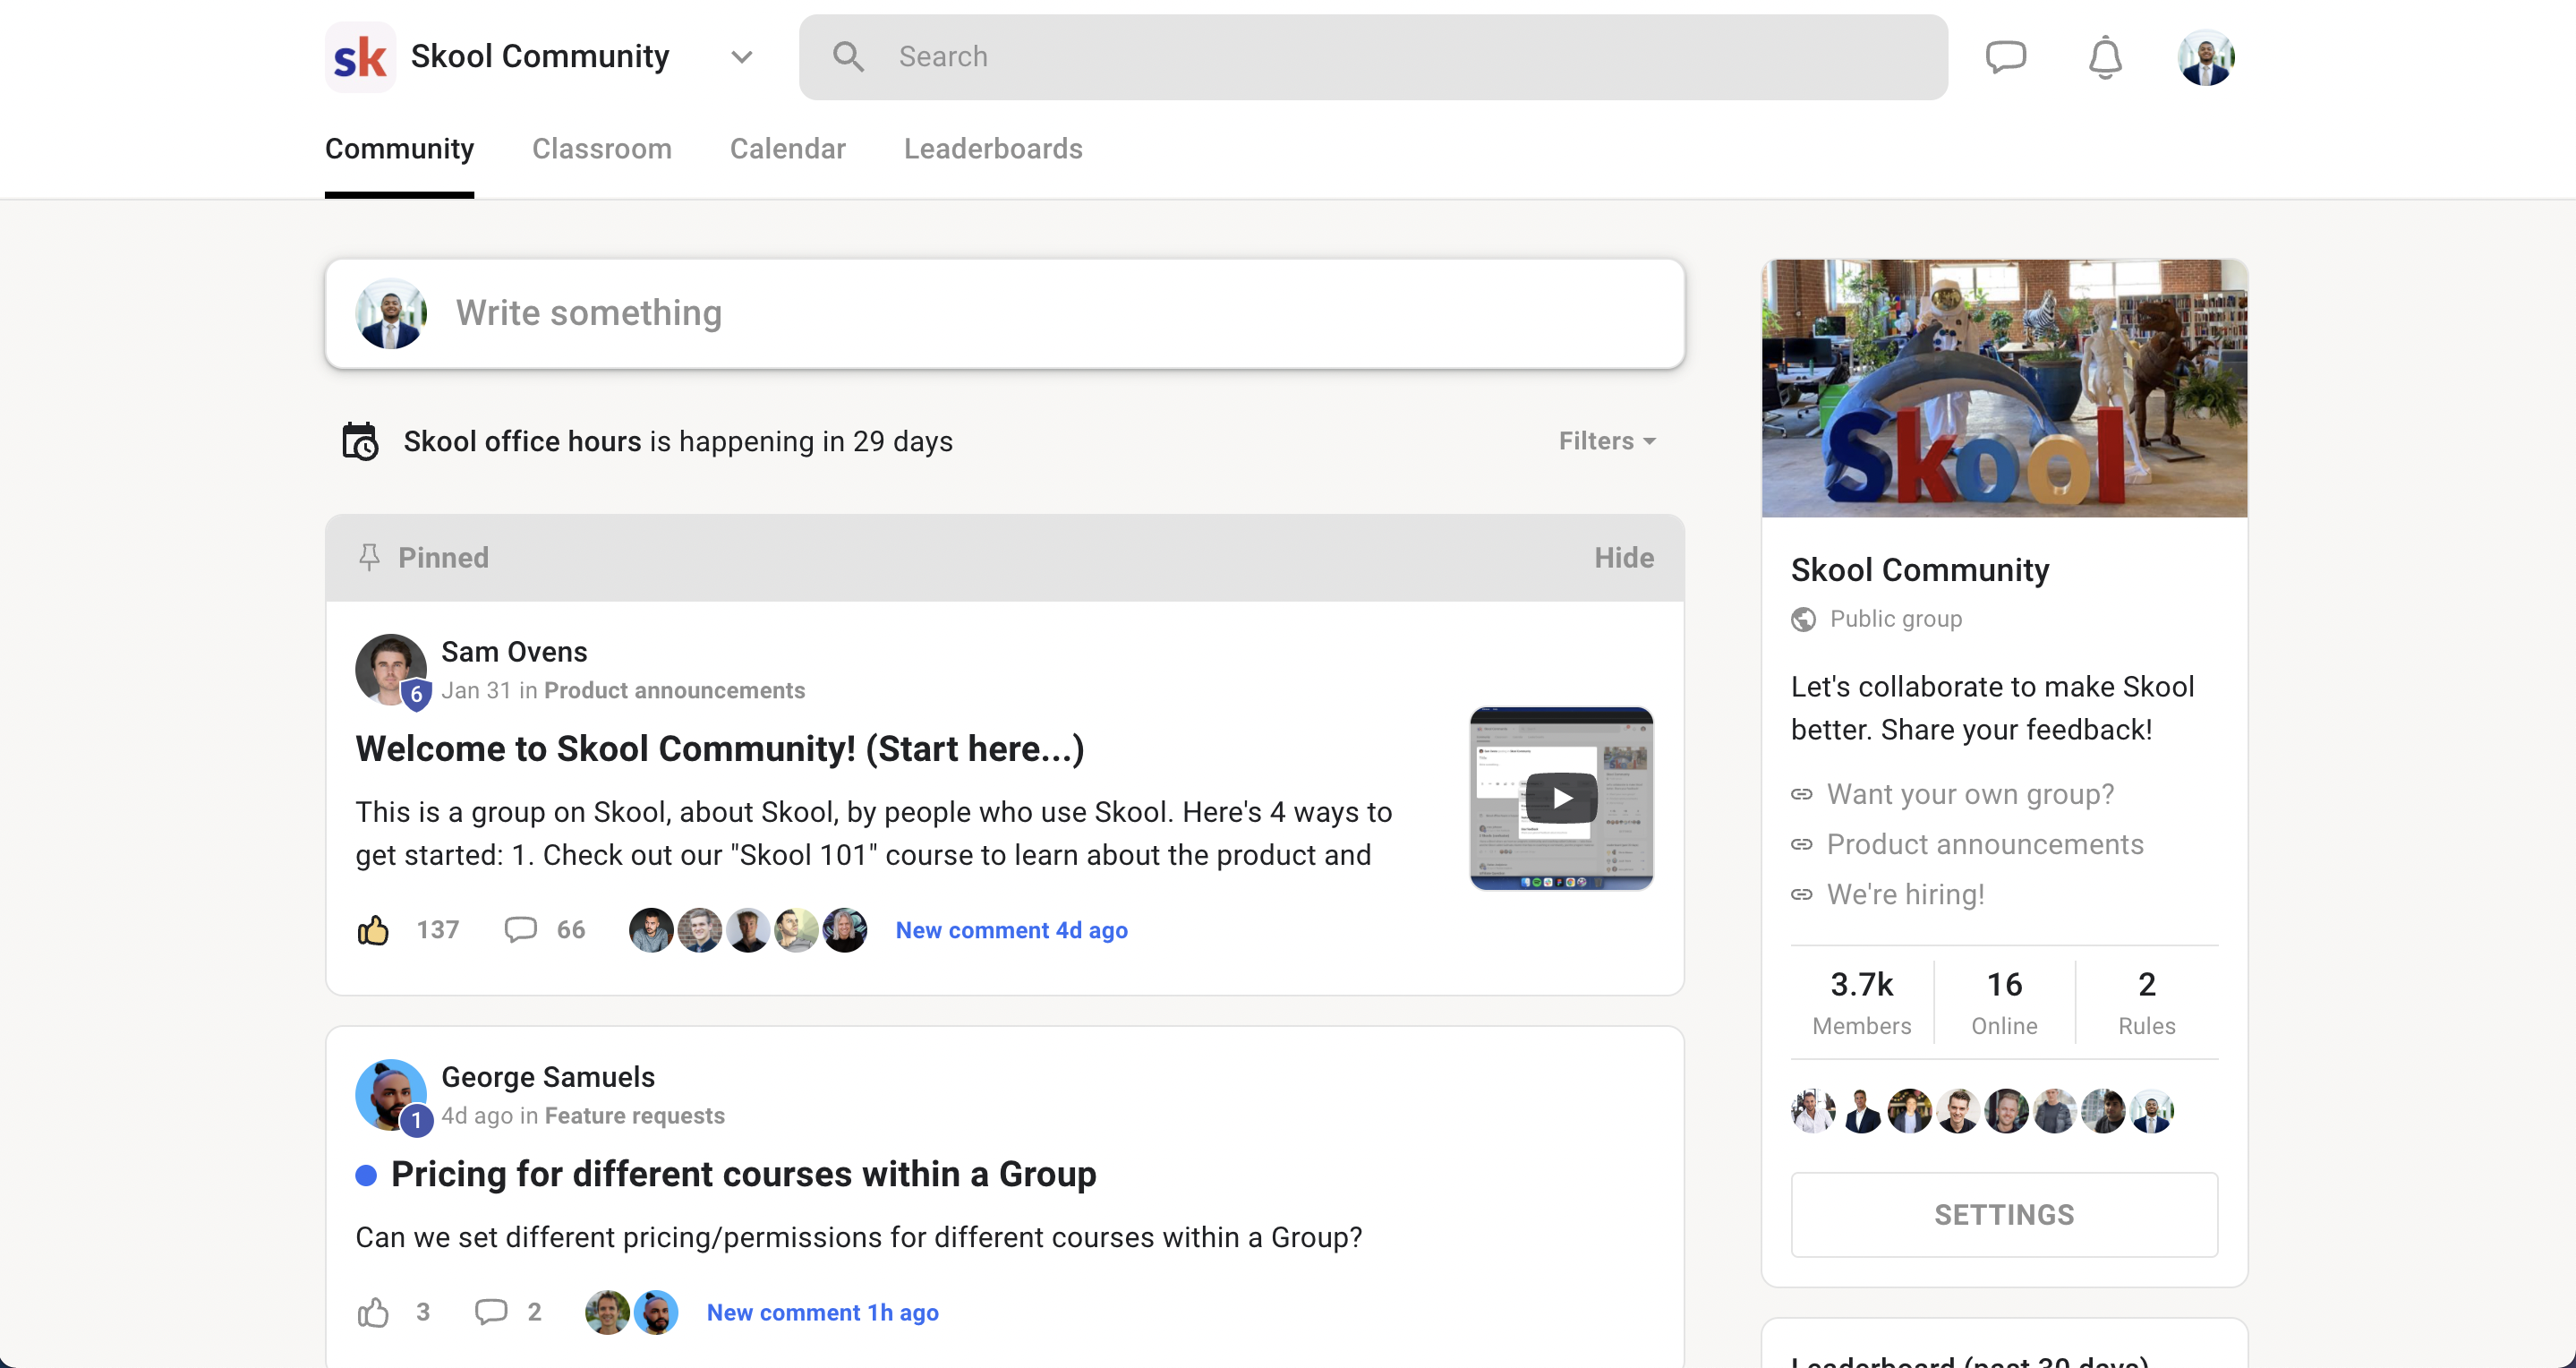 sk Skool Community
Search
Community Classroom Calendar Leaderboards
Write something
Skool office hours is happening in 29 days
Filters
Pinned
Hide
Sam Ovens
6
Jan 31 in Product announcements
Welcome to Skool Community! (Start here...)
This is a group on Skool, about Skool, by people who use Skool. Here's 4 ways to
get started: 1. Check out our "Skool 101" course to learn about the product and
137 66 New comment 4d ago
George Samuels
1
4d ago in Feature requests
Pricing for different courses within a Group
Can we set different pricing/permissions for different courses within a Group?
3 2 New comment 1h ago
Skool
Skool Community
Public group
Let's collaborate to make Skool
better. Share your feedback!
Want your own group?
Product announcements
We're hiring!
3.7k 16 2
Members Online Rules
SETTINGS
Leaderboard (past 30 days)